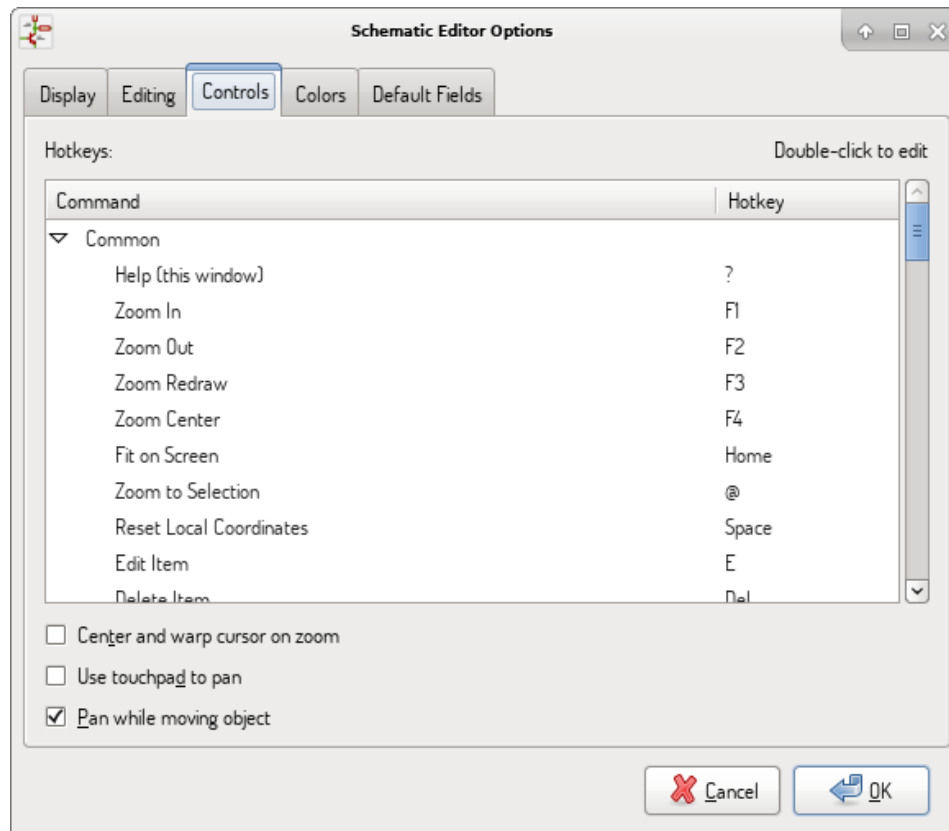 Schematic Editor Options
Display Editing Controls Colors Default Fields
Hotkeys: Double-click to edit
Command Hotkey
Common
Help (this window) ?
Zoom In F1
Zoom Out F2
Zoom Redraw F3
Zoom Center F4
Fit on Screen Home
Zoom to Selection @
Reset Local Coordinates Space
Edit Item E
Delete Item Del
Center and warp cursor on zoom
Use touchpad to pan
Pan while moving object
Cancel OK